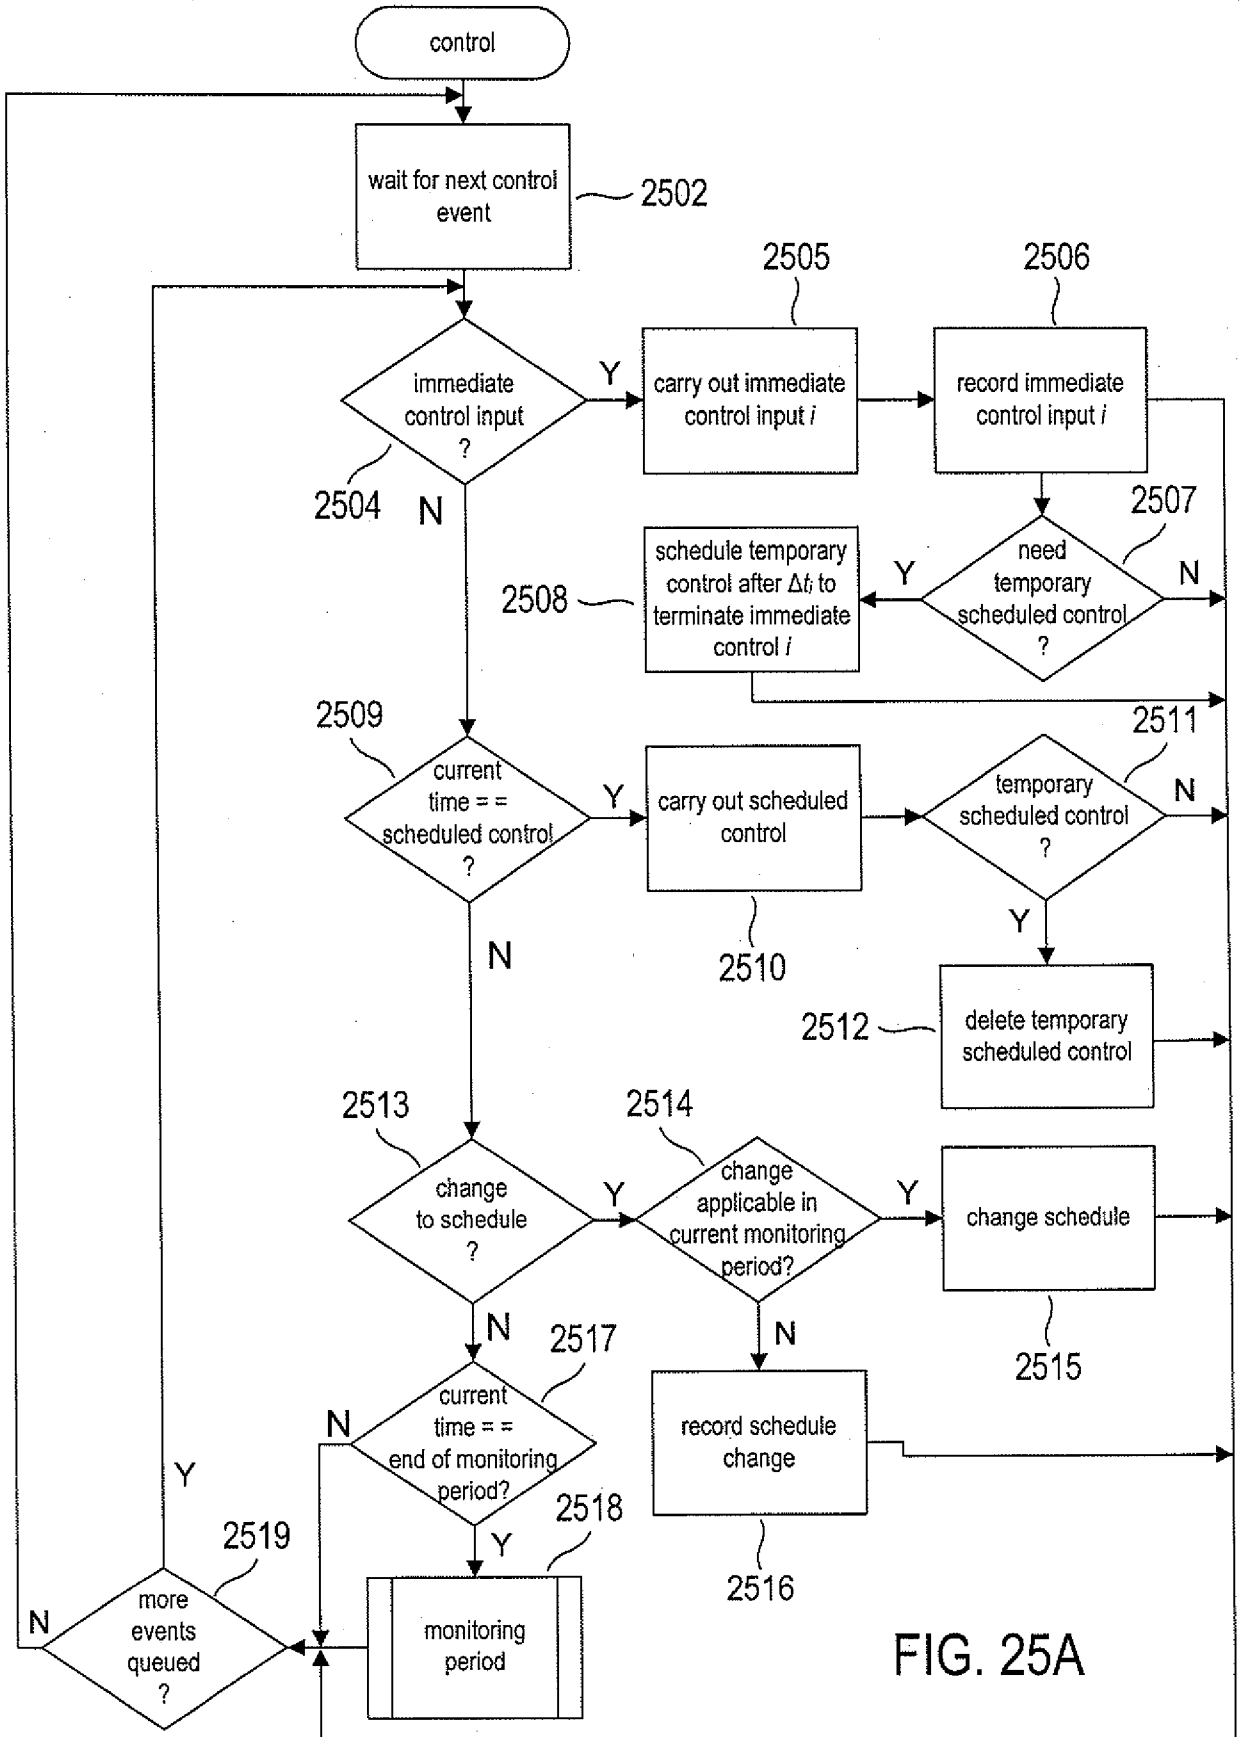 control
wait for next control
event
2502
2505
2506
immediate
control input
?
Y
carry out immediate
control input i
record immediate
control input i
2504
N
2507
schedule temporary
control after Δti to
terminate immediate
control i
2508
Y
need
temporary
scheduled control
?
N
2509
2511
current
time = =
scheduled control
?
Y
carry out scheduled
control
temporary
scheduled control
?
N
Y
N
2510
2512
delete temporary
scheduled control
2513
2514
change
to schedule
?
Y
change
applicable in
current monitoring
period?
Y
change schedule
N
N
2517
2515
current
time = =
end of monitoring
period?
N
record schedule
change
Y
Y
2518
2516
2519
more
events
queued
?
N
monitoring
period
FIG. 25A